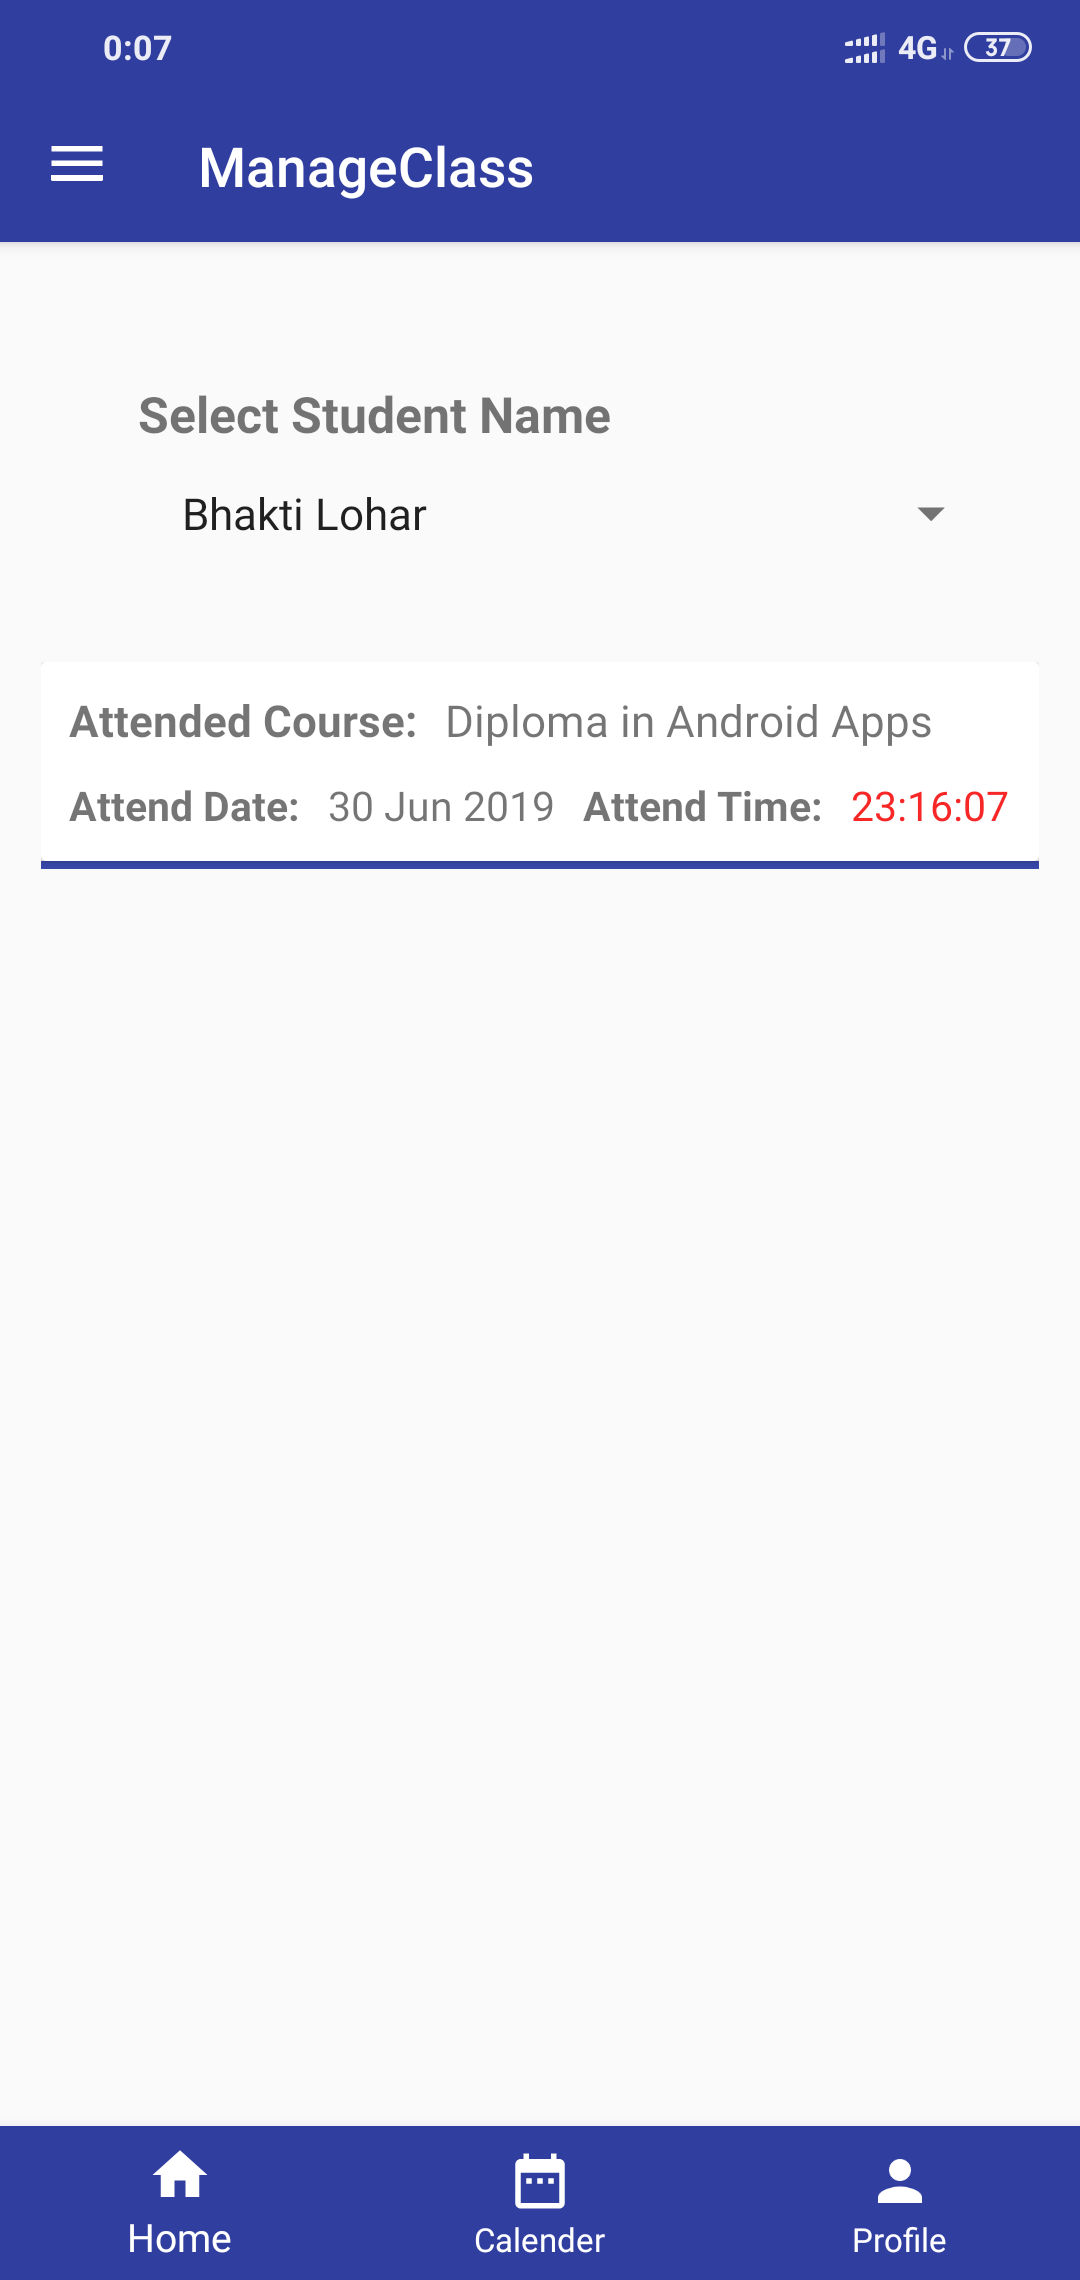 0:07 4G 37
ManageClass
Select Student Name
Bhakti Lohar
Attended Course: Diploma in Android Apps
Attend Date: 30 Jun 2019 Attend Time: 23:16:07
Home Calender Profile